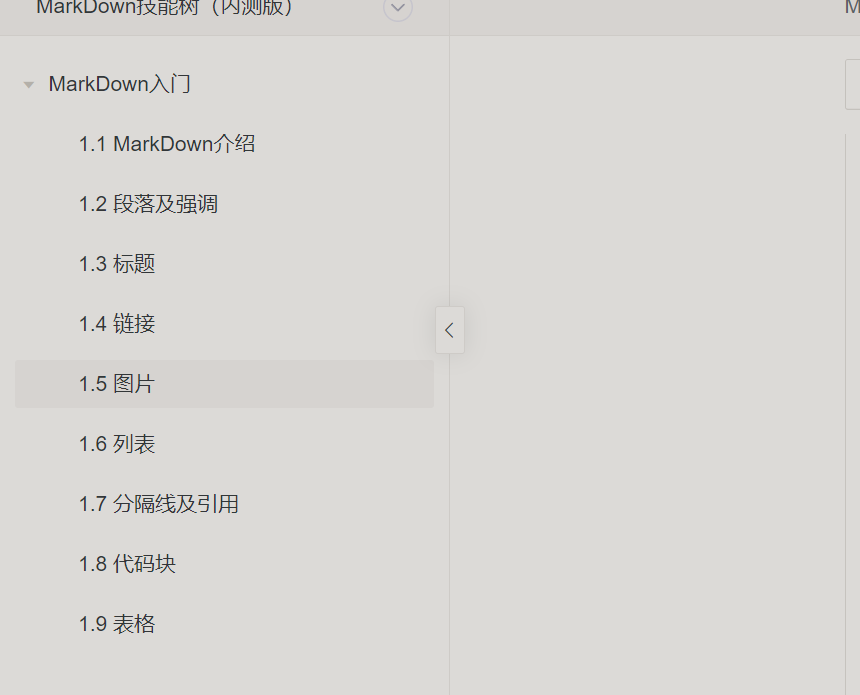 MarkDown技能树（内测版）
MarkDown入门
1.1 MarkDown介绍
1.2 段落及强调
1.3 标题
1.4 链接
1.5 图片
1.6 列表
1.7 分隔线及引用
1.8 代码块
1.9 表格